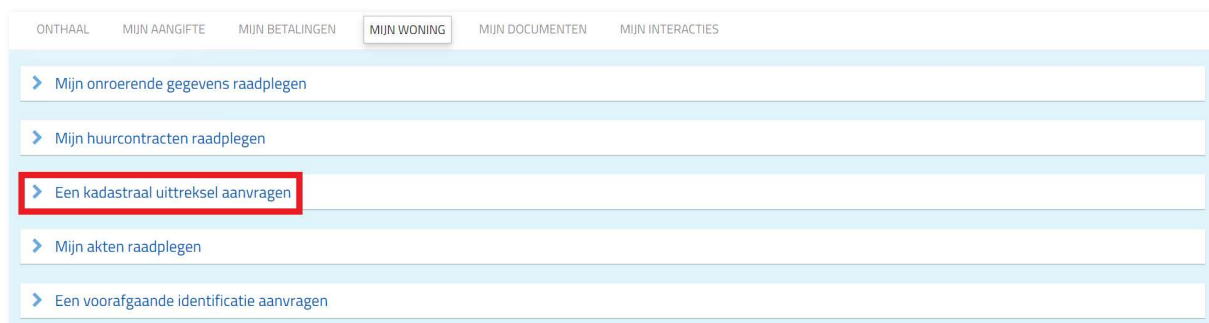 ONTHAAL MIJN AANGIFTE MIJN BETALINGEN MIJN WONING MIJN DOCUMENTEN MIJN INTERACTIES
Mijn onroerende gegevens raadplegen
Mijn huurcontracten raadplegen
Een kadastraal uittreksel aanvragen
Mijn akten raadplegen
Een voorafgaande identificatie aanvragen